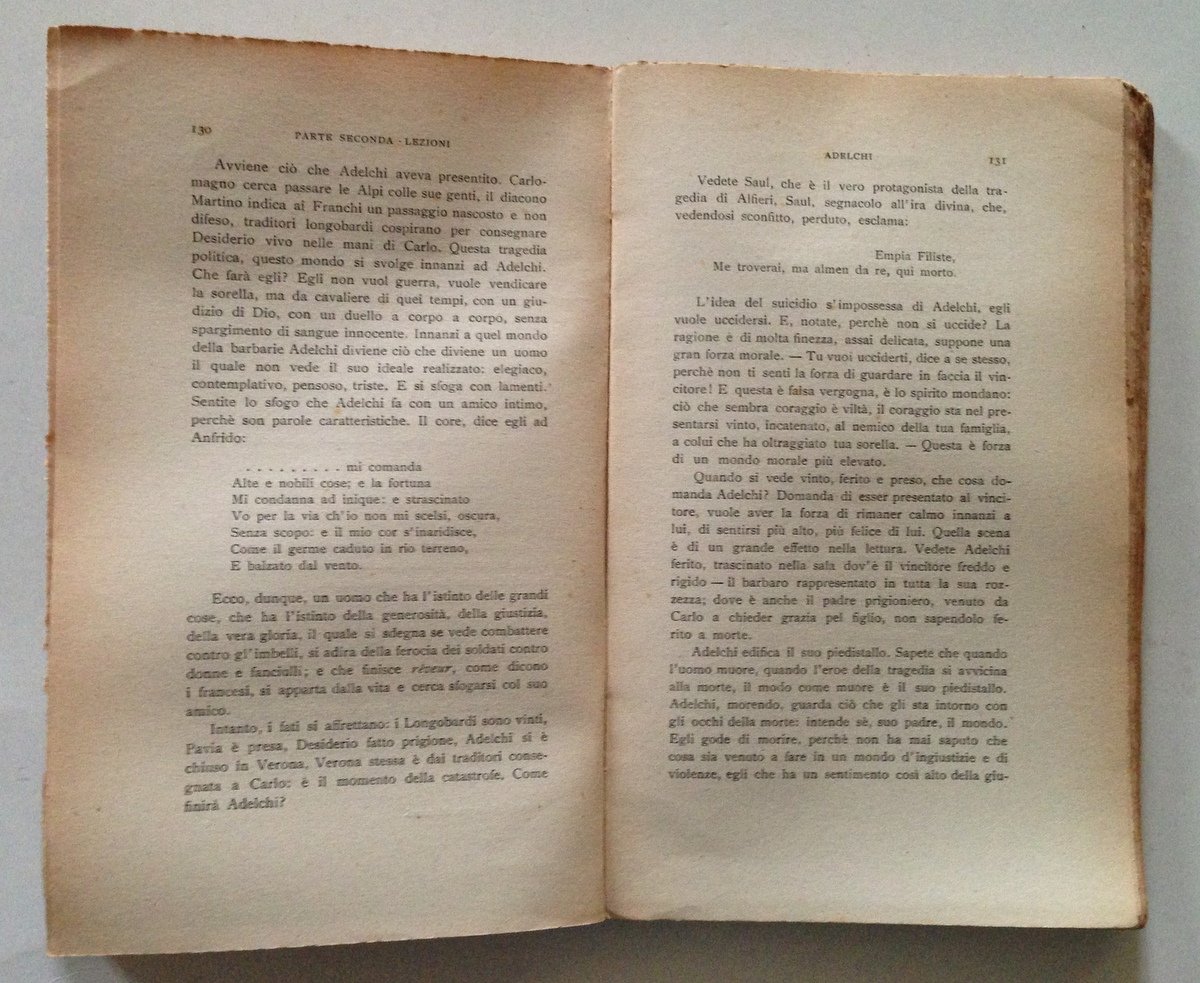 130
PARTE SECONDA - LEZIONI
Avviene ciò che Adelchi aveva presentito. Carlo-
magno cerca passare le Alpi colle sue genti, il diacono
Martino indica ai Franchi un passaggio nascosto e non
difeso, traditori longobardi cospirano per consegnare
Desiderio vivo nelle mani di Carlo. Questa tragedia
politica, questo mondo si svolge innanzi ad Adelchi.
Che farà egli? Egli non vuol guerra, vuole vendicare
la sorella, ma da cavaliere di quei tempi, con un giu-
dizio di Dio, con un duello a corpo a corpo, senza
spargimento di sangue innocente. Innanzi a quel mondo
della barbarie Adelchi diviene ciò che diviene un uomo
il quale non vede il suo ideale realizzato: elegiaco,
contemplativo, pensoso, triste. E si sfoga con lamenti.
Sentite lo sfogo che Adelchi fa con un amico intimo,
perchè son parole caratteristiche. Il core, dice egli ad
Anfrido:
. . . . . . . . . mi comanda
Alte e nobili cose; e la fortuna
Mi condanna ad inique: e strascinato
Vo per la via ch'io non mi scelsi, oscura,
Senza scopo: e il mio cor s'inaridisce,
Come il germe caduto in rio terreno,
E balzato dal vento.
Ecco, dunque, un uomo che ha l'istinto delle grandi
cose, che ha l'istinto della generosità, della giustizia,
della vera gloria, il quale si sdegna se vede combattere
contro gl'imbelli, si adira della ferocia dei soldati contro
donne e fanciulli; e che finisce rêveur, come dicono
i francesi, si apparta dalla vita e cerca sfogarsi col suo
amico.
Intanto, i fati si affrettano: i Longobardi sono vinti,
Pavia è presa, Desiderio fatto prigione, Adelchi si è
chiuso in Verona, Verona stessa è dai traditori conse-
gnata a Carlo: è il momento della catastrofe. Come
finirà Adelchi?
ADELCHI
131
Vedete Saul, che è il vero protagonista della tra-
gedia di Alfieri, Saul, segnacolo all'ira divina, che,
vedendosi sconfitto, perduto, esclama:
Empia Filiste,
Me troverai, ma almen da re, qui morto.
L'idea del suicidio s'impossessa di Adelchi, egli
vuole uccidersi. E, notate, perchè non si uccide? La
ragione è di molta finezza, assai delicata, suppone una
gran forza morale. — Tu vuoi ucciderti, dice a se stesso,
perchè non ti senti la forza di guardare in faccia il vin-
citore! E questa è falsa vergogna, è lo spirito mondano:
ciò che sembra coraggio è viltà, il coraggio sta nel pre-
sentarsi vinto, incatenato, al nemico della tua famiglia,
a colui che ha oltraggiato tua sorella. — Questa è forza
di un mondo morale più elevato.
Quando si vede vinto, ferito e preso, che cosa do-
manda Adelchi? Domanda di esser presentato al vinci-
tore, vuole aver la forza di rimaner calmo innanzi a
lui, di sentirsi più alto, più felice di lui. Quella scena
è di un grande effetto nella lettura. Vedete Adelchi
ferito, trascinato nella sala dov'è il vincitore freddo e
rigido — il barbaro rappresentato in tutta la sua roz-
zezza; dove è anche il padre prigioniero, venuto da
Carlo a chieder grazia pel figlio, non sapendolo fe-
rito a morte.
Adelchi edifica il suo piedistallo. Sapete che quando
l'uomo muore, quando l'eroe della tragedia si avvicina
alla morte, il modo come muore è il suo piedistallo.
Adelchi, morendo, guarda ciò che gli sta intorno con
gli occhi della morte: intende sè, suo padre, il mondo.
Egli gode di morire, perchè non ha mai saputo che
cosa sia venuto a fare in un mondo d'ingiustizie e di
violenze, egli che ha un sentimento così alto della giu-